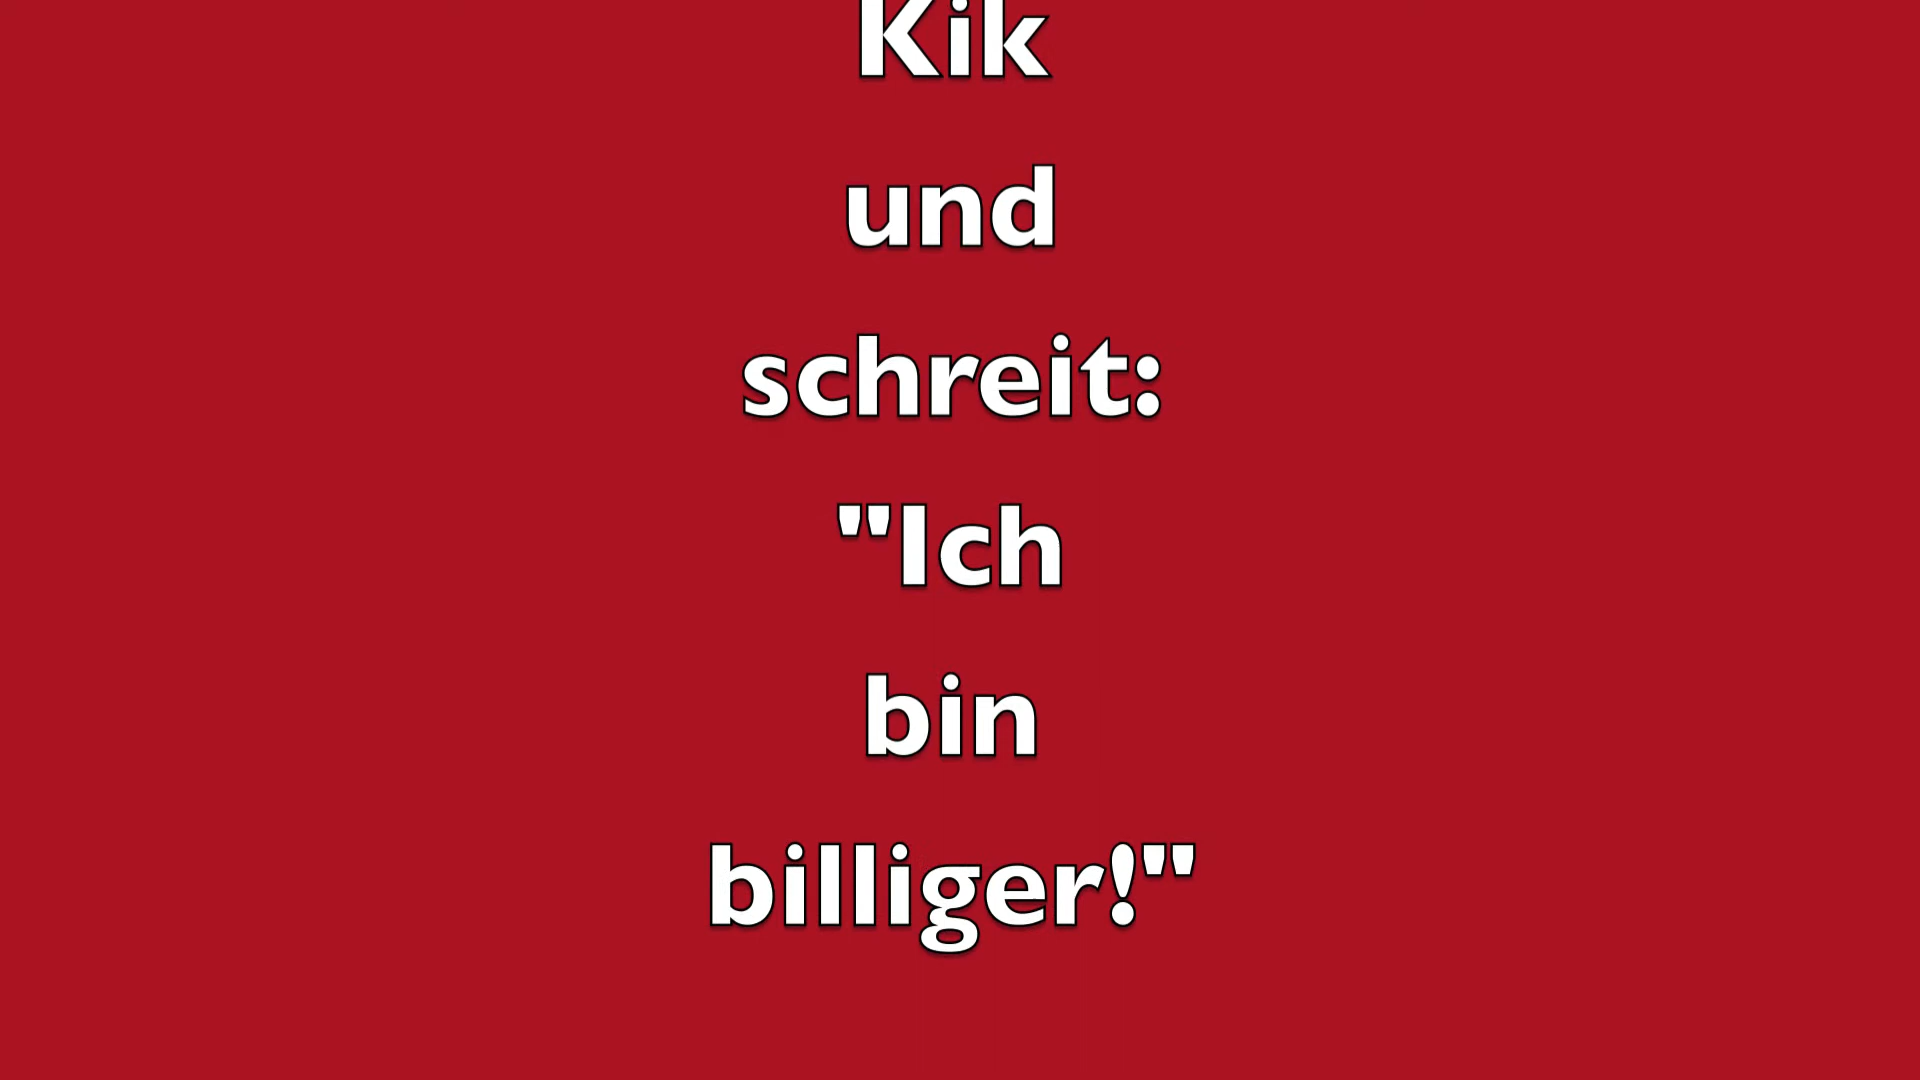 Kik
und
schreit:
"Ich
bin
billiger!"